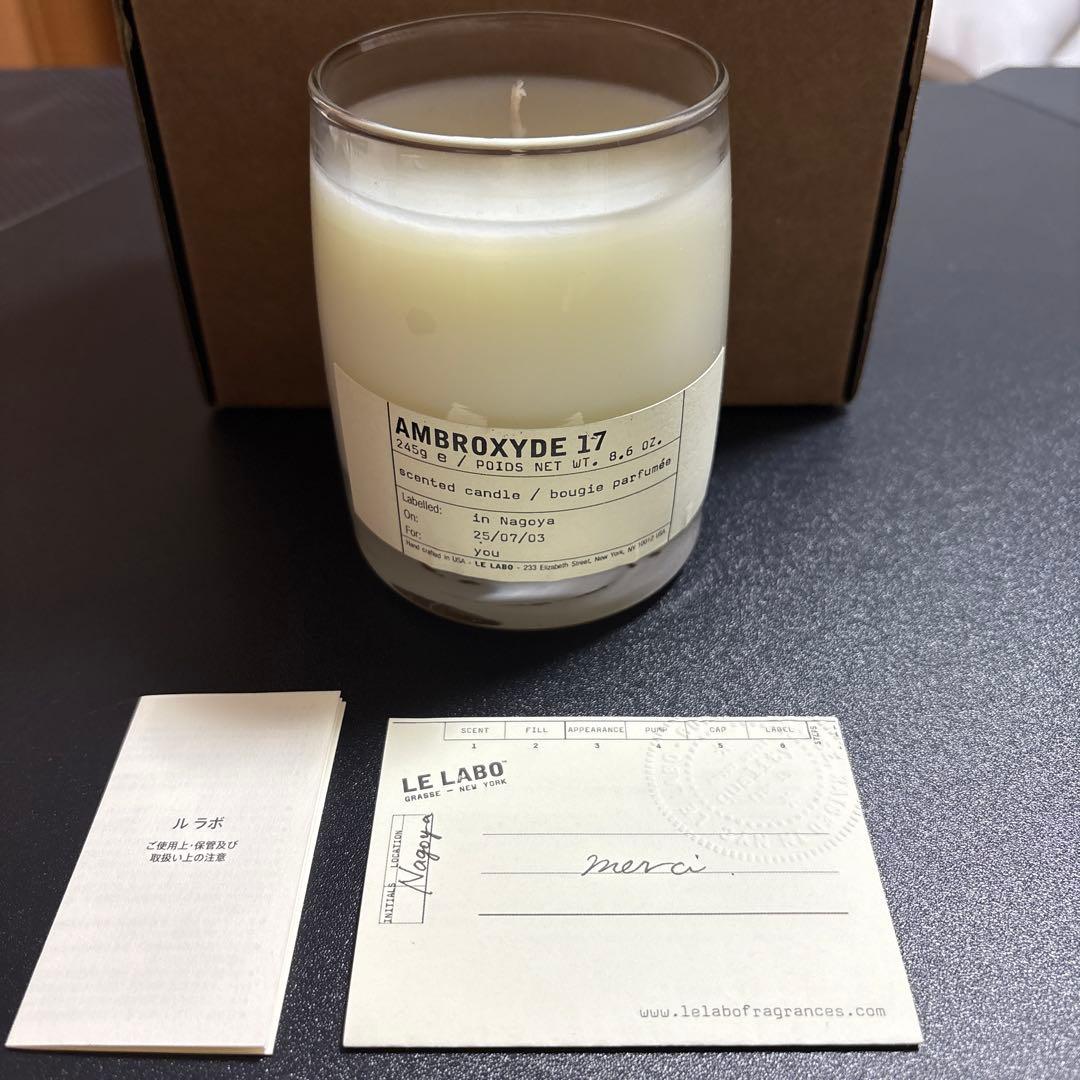 AMBROXYDE 17
245g e / POIDS NET WT. 8.6 OZ.
scented candle / bougie parfumée
Labelled: in Nagoya
On: 25/07/03
For: you
Hand crafted in USA - LE LABO - 233 Elizabeth Street, New York, NY 10012 USA
ル ラボ
ご使用上・保管及び
取扱い上の注意
SCENT FILL APPEARANCE PUMP CAP LABEL STEPS
1 2 3 4 5 6
LE LABO
GRASSE - NEW YORK
INITIALS LOCATION
Nagoya
merci.
www.lelabofragrances.com